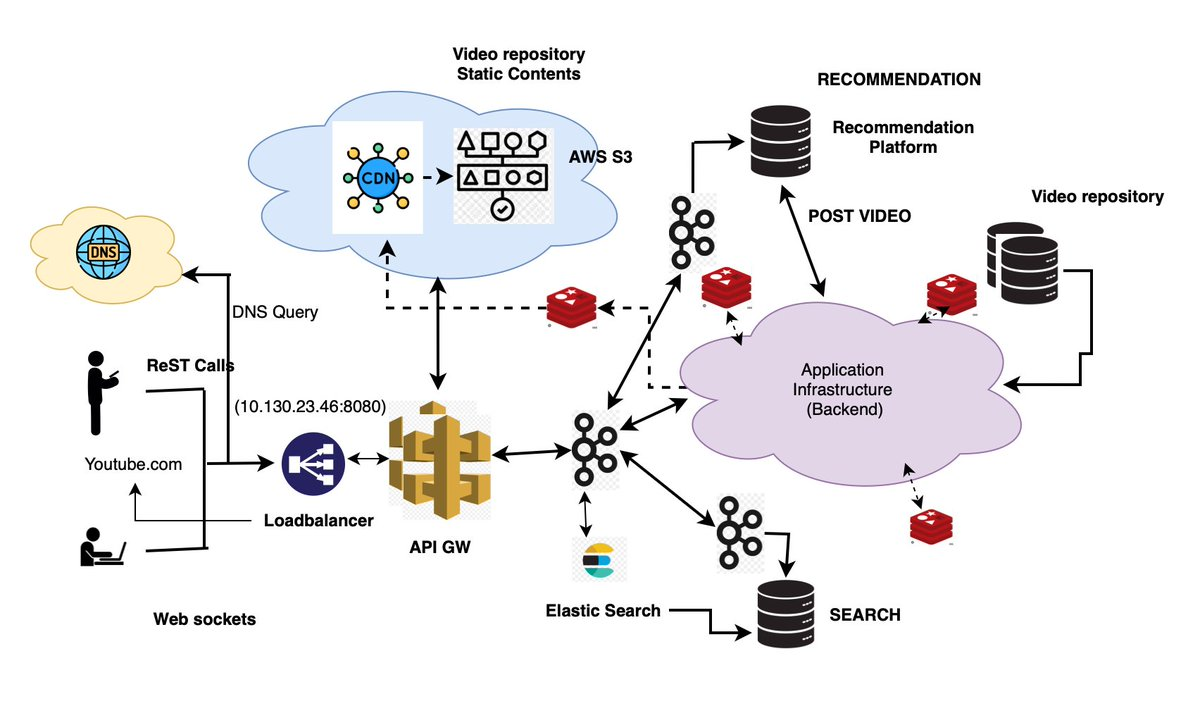 Video repository
Static Contents
RECOMMENDATION
Recommendation
Platform
CDN
AWS S3
Video repository
POST VIDEO
DNS
DNS Query
ReST Calls
(10.130.23.46:8080)
Application
Infrastructure
(Backend)
Youtube.com
Loadbalancer
API GW
Elastic Search
SEARCH
Web sockets